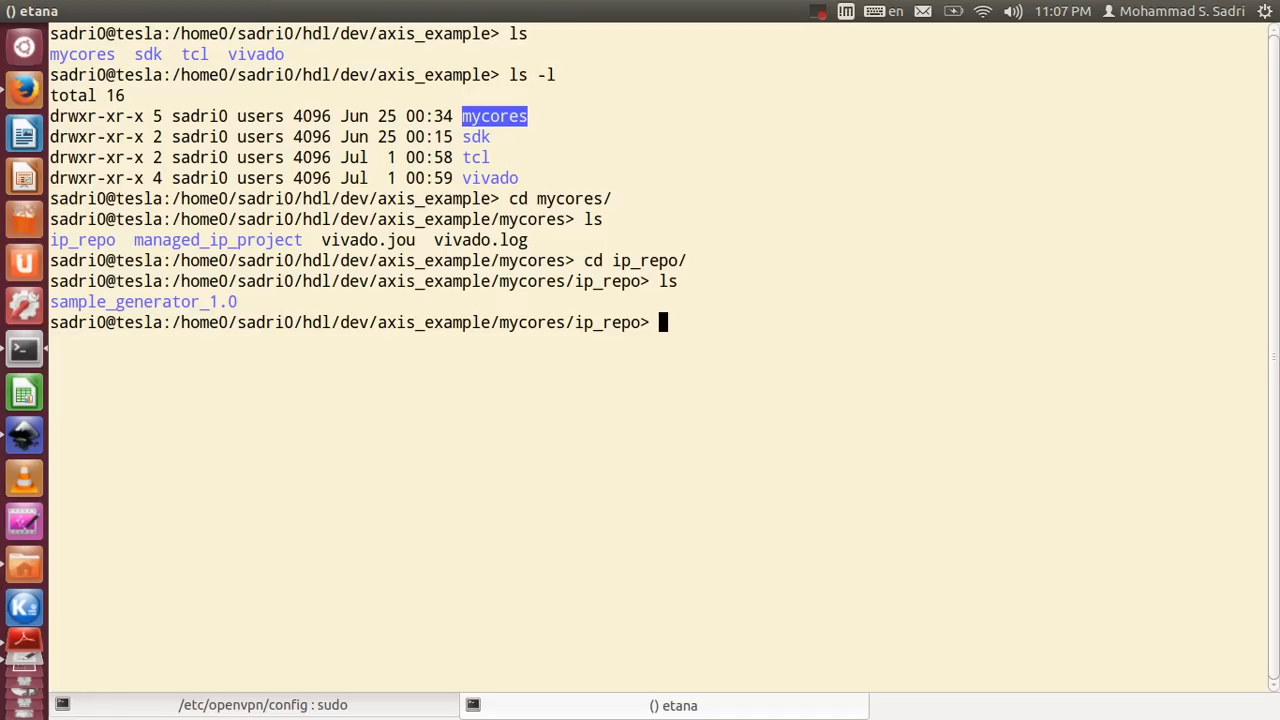 () etana
en
11:07 PM
Mohammad S. Sadri
sadri0@tesla:/home0/sadri0/hdl/dev/axis_example> ls
mycores  sdk  tcl  vivado
sadri0@tesla:/home0/sadri0/hdl/dev/axis_example> ls -l
total 16
drwxr-xr-x 5 sadri0 users 4096 Jun 25 00:34 mycores
drwxr-xr-x 2 sadri0 users 4096 Jun 25 00:15 sdk
drwxr-xr-x 2 sadri0 users 4096 Jul  1 00:58 tcl
drwxr-xr-x 4 sadri0 users 4096 Jul  1 00:59 vivado
sadri0@tesla:/home0/sadri0/hdl/dev/axis_example> cd mycores/
sadri0@tesla:/home0/sadri0/hdl/dev/axis_example/mycores> ls
ip_repo  managed_ip_project  vivado.jou  vivado.log
sadri0@tesla:/home0/sadri0/hdl/dev/axis_example/mycores> cd ip_repo/
sadri0@tesla:/home0/sadri0/hdl/dev/axis_example/mycores/ip_repo> ls
sample_generator_1.0
sadri0@tesla:/home0/sadri0/hdl/dev/axis_example/mycores/ip_repo>
/etc/openvpn/config : sudo
() etana